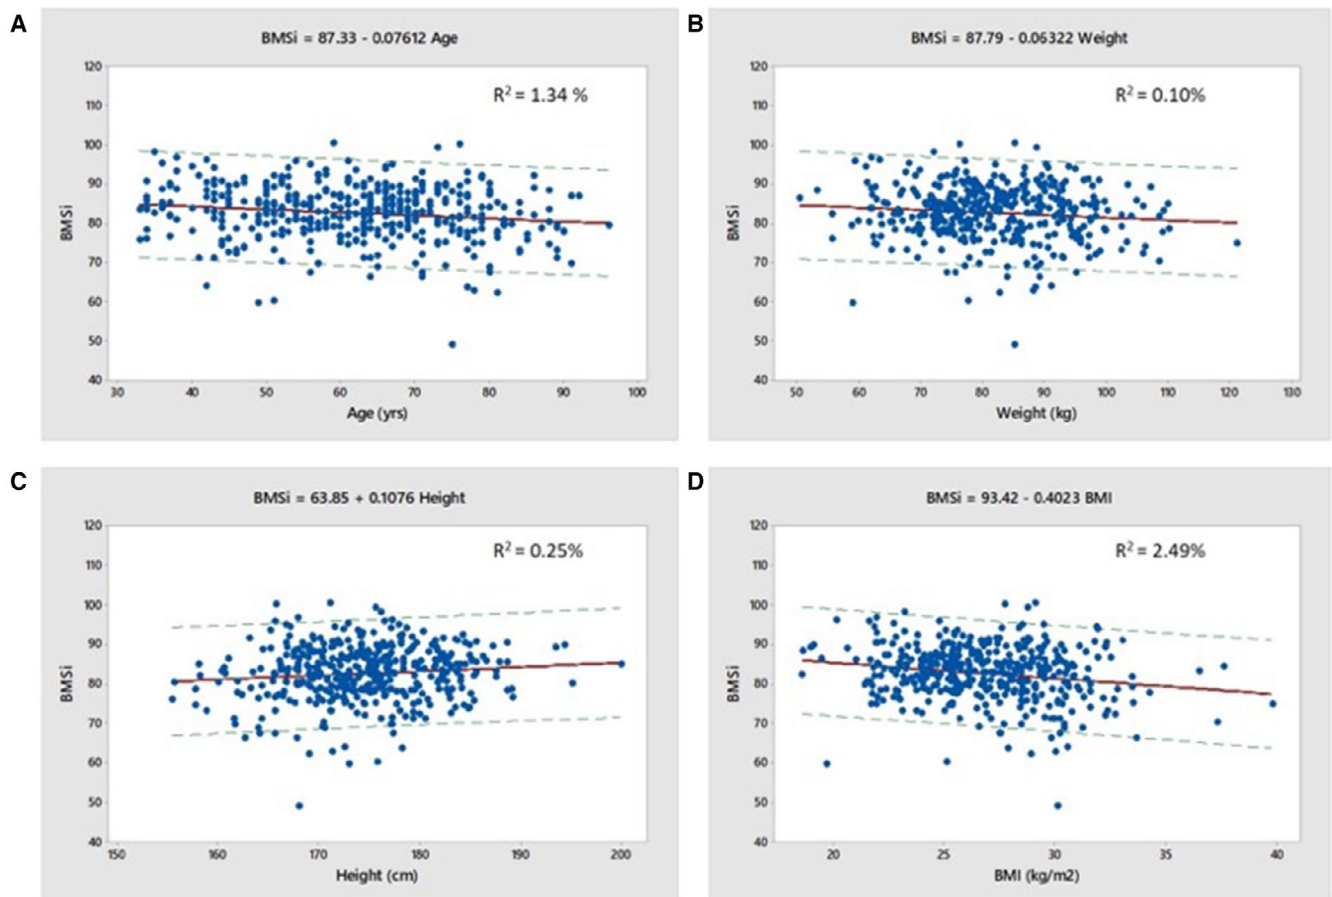 A
BMSi = 87.33 - 0.07612 Age
R² = 1.34 %
120
110
100
90
80
70
60
50
40
BMSi
30 40 50 60 70 80 90 100
Age (yrs)
B
BMSi = 87.79 - 0.06322 Weight
R² = 0.10%
120
110
100
90
80
70
60
50
40
BMSi
50 60 70 80 90 100 110 120 130
Weight (kg)
C
BMSi = 63.85 + 0.1076 Height
R² = 0.25%
120
110
100
90
80
70
60
50
40
BMSi
150 160 170 180 190 200
Height (cm)
D
BMSi = 93.42 - 0.4023 BMI
R² = 2.49%
120
110
100
90
80
70
60
50
40
BMSi
20 25 30 35 40
BMI (kg/m2)